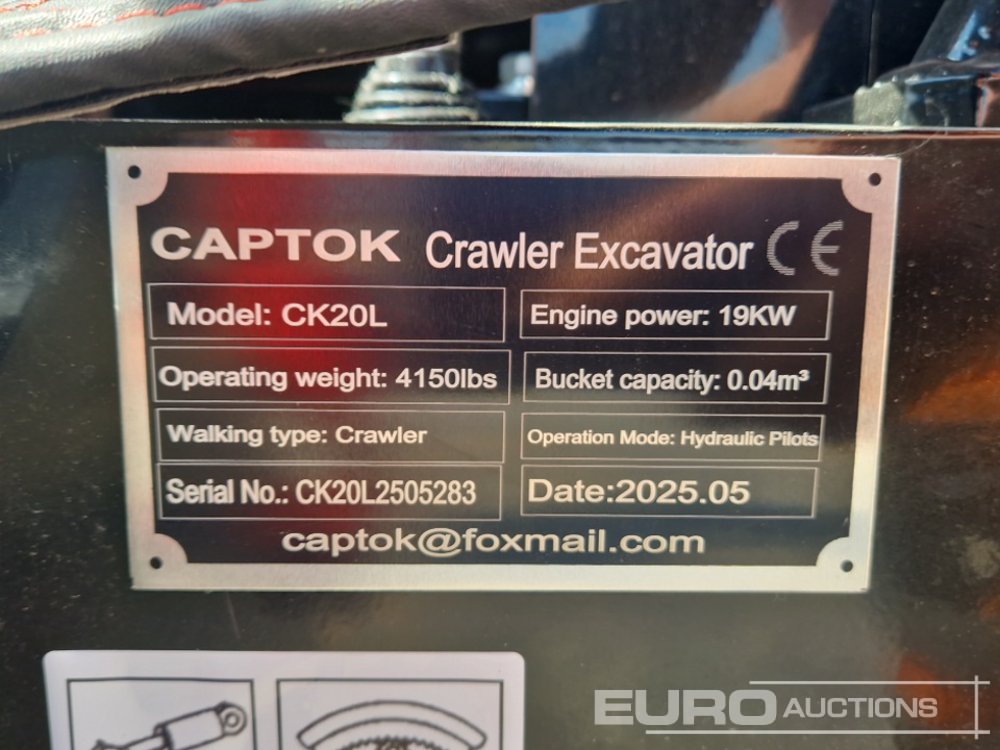 CAPTOK Crawler Excavator CE
Model: CK20L
Engine power: 19KW
Operating weight: 4150lbs
Bucket capacity: 0.04m³
Walking type: Crawler
Operation Mode: Hydraulic Pilots
Serial No.: CK20L2505283
Date:2025.05
captok@foxmail.com
EURO AUCTIONS